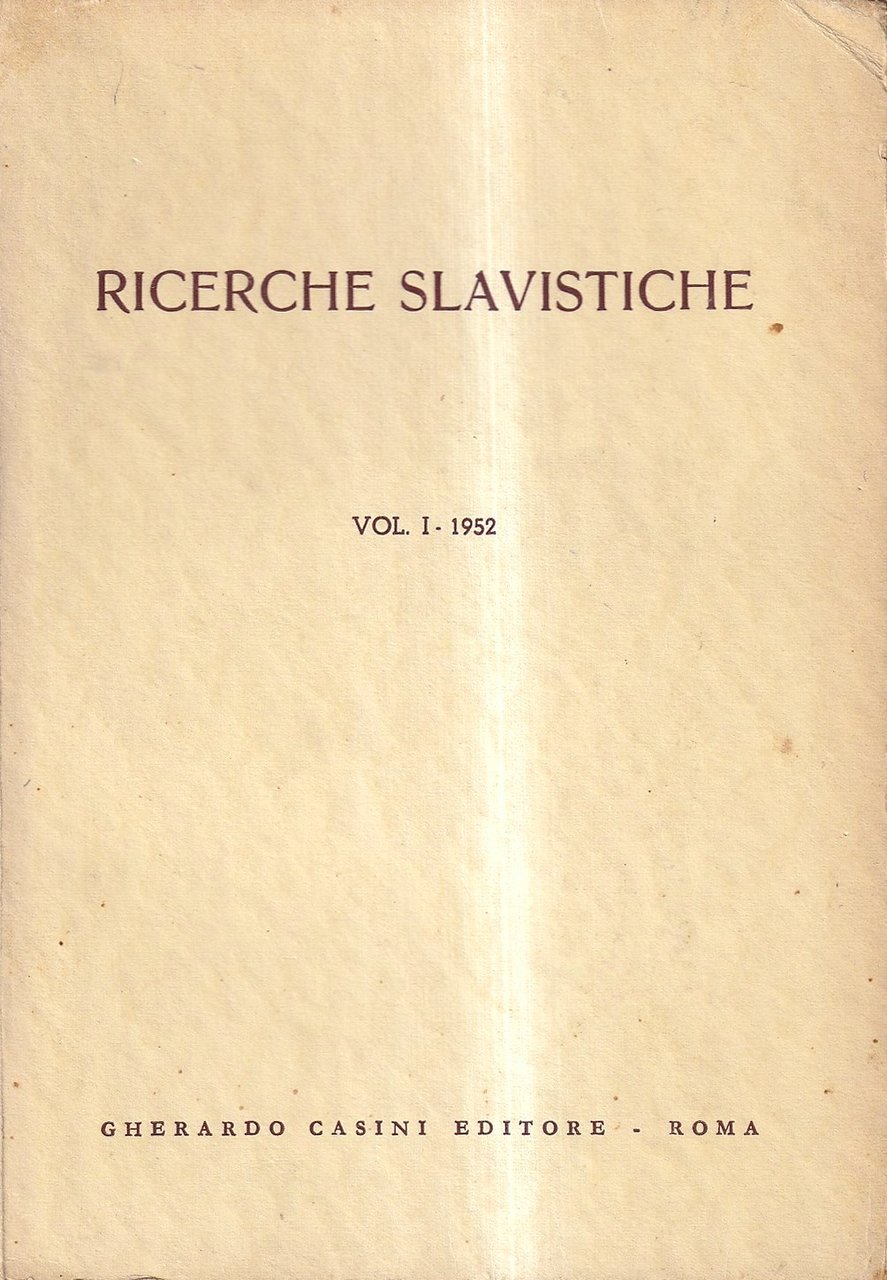 RICERCHE SLAVISTICHE
VOL. I - 1952
GHERARDO CASINI EDITORE - ROMA